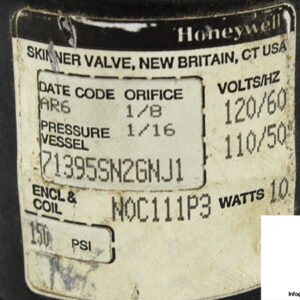 Honeywell
SKINNER VALVE, NEW BRITAIN, CT USA
DATE CODE ORIFICE VOLTS/HZ
AR6 1/8 120/60
PRESSURE VESSEL 1/16 110/50
71395SN2GNJ1
ENCL & COIL N0C111P3 WATTS 10
150 PSI